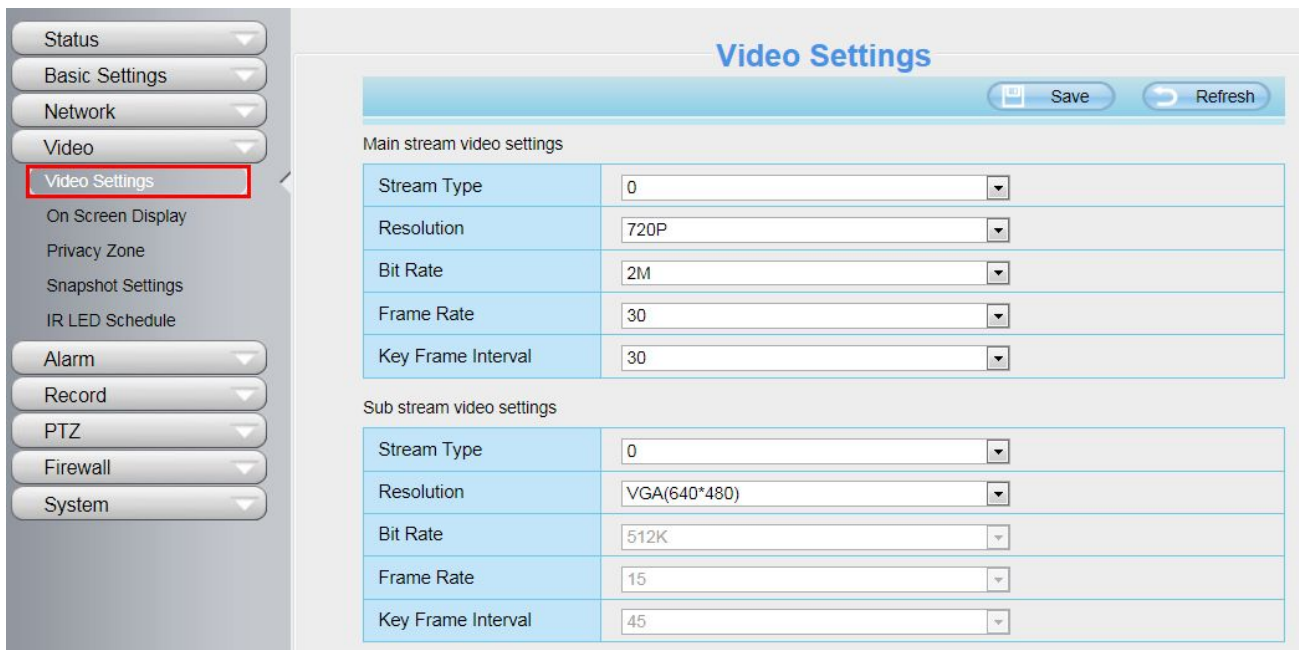 Status
Basic Settings
Network
Video
Video Settings
On Screen Display
Privacy Zone
Snapshot Settings
IR LED Schedule
Alarm
Record
PTZ
Firewall
System
Video Settings
Save Refresh
Main stream video settings
Stream Type 0
Resolution 720P
Bit Rate 2M
Frame Rate 30
Key Frame Interval 30
Sub stream video settings
Stream Type 0
Resolution VGA(640*480)
Bit Rate 512K
Frame Rate 15
Key Frame Interval 45